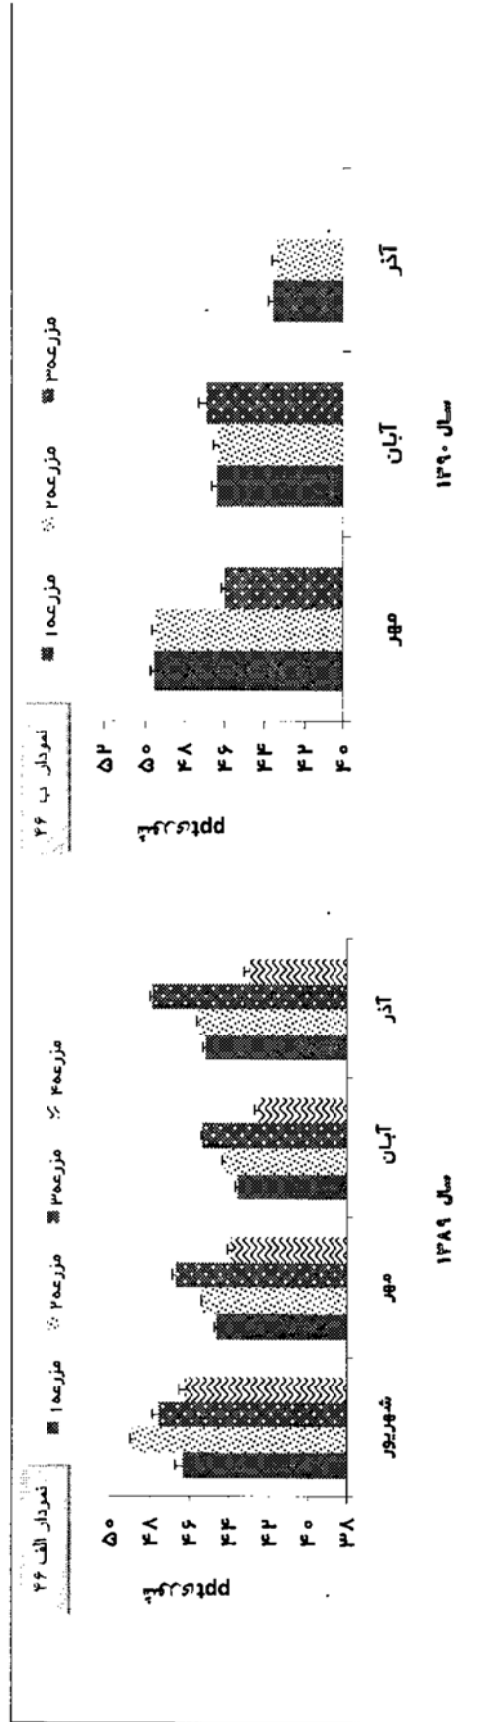 نمودار الف ۴۶
مزرعه۱ مزرعه۲ مزرعه۳ مزرعه۴
شوری ppt
۵۰
۴۸
۴۶
۴۴
۴۲
۴۰
۳۸
شهریور مهر آبان آذر
سال ۱۳۸۹
نمودار ب ۴۶
مزرعه۱ مزرعه۲ مزرعه۳
شوری ppt
۵۲
۵۰
۴۸
۴۶
۴۴
۴۲
۴۰
مهر آبان آذر
سال ۱۳۹۰